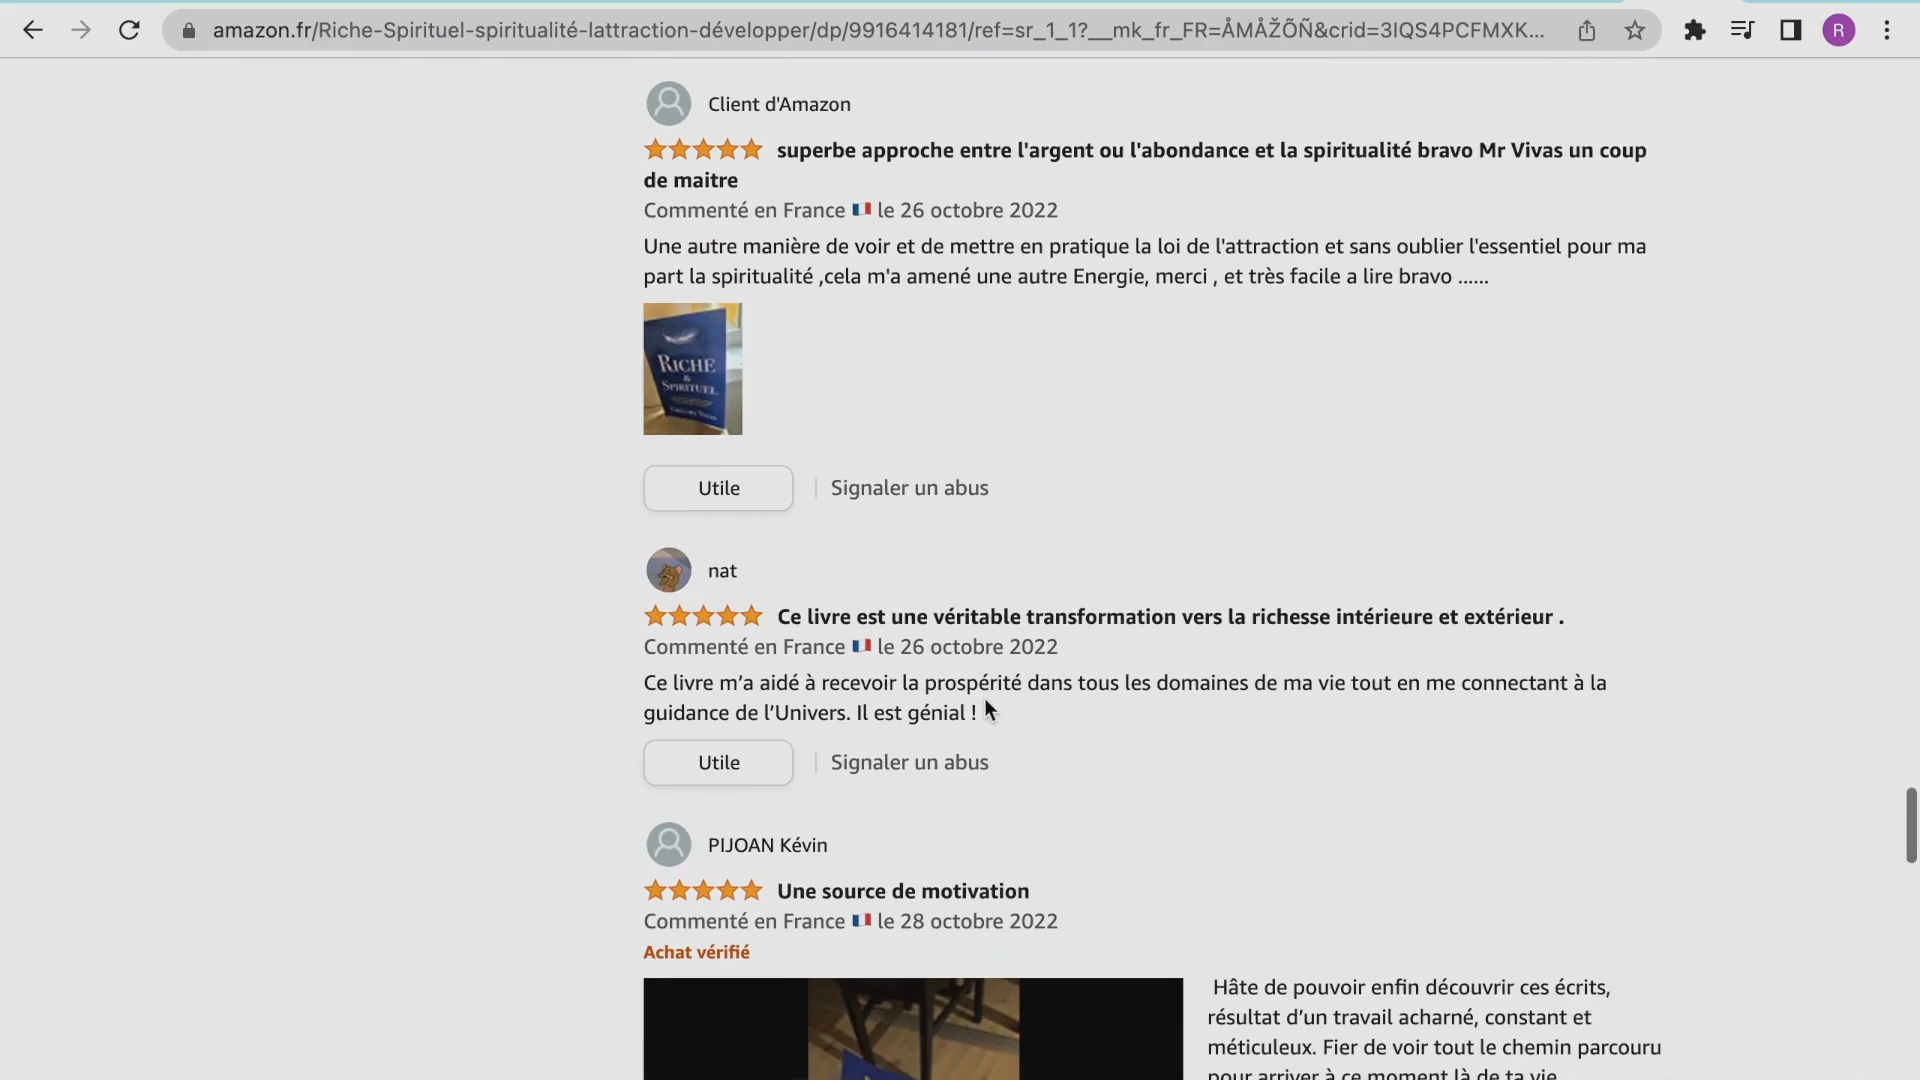 amazon.fr/Riche-Spirituel-spiritualité-lattraction-développer/dp/9916414181/ref=sr_1_1?__mk_fr_FR=ÅMÅŽÕÑ&crid=3IQS4PCFMXK...
R
Client d'Amazon
superbe approche entre l'argent ou l'abondance et la spiritualité bravo Mr Vivas un coup
de maitre
Commenté en France le 26 octobre 2022
Une autre manière de voir et de mettre en pratique la loi de l'attraction et sans oublier l'essentiel pour ma
part la spiritualité ,cela m'a amené une autre Energie, merci , et très facile a lire bravo ......
RICHE
&
SPIRITUEL
Utile | Signaler un abus
nat
Ce livre est une véritable transformation vers la richesse intérieure et extérieur .
Commenté en France le 26 octobre 2022
Ce livre m’a aidé à recevoir la prospérité dans tous les domaines de ma vie tout en me connectant à la
guidance de l’Univers. Il est génial !
Utile | Signaler un abus
PIJOAN Kévin
Une source de motivation
Commenté en France le 28 octobre 2022
Achat vérifié
Hâte de pouvoir enfin découvrir ces écrits,
résultat d’un travail acharné, constant et
méticuleux. Fier de voir tout le chemin parcouru
pour arriver à ce moment là de ta vie